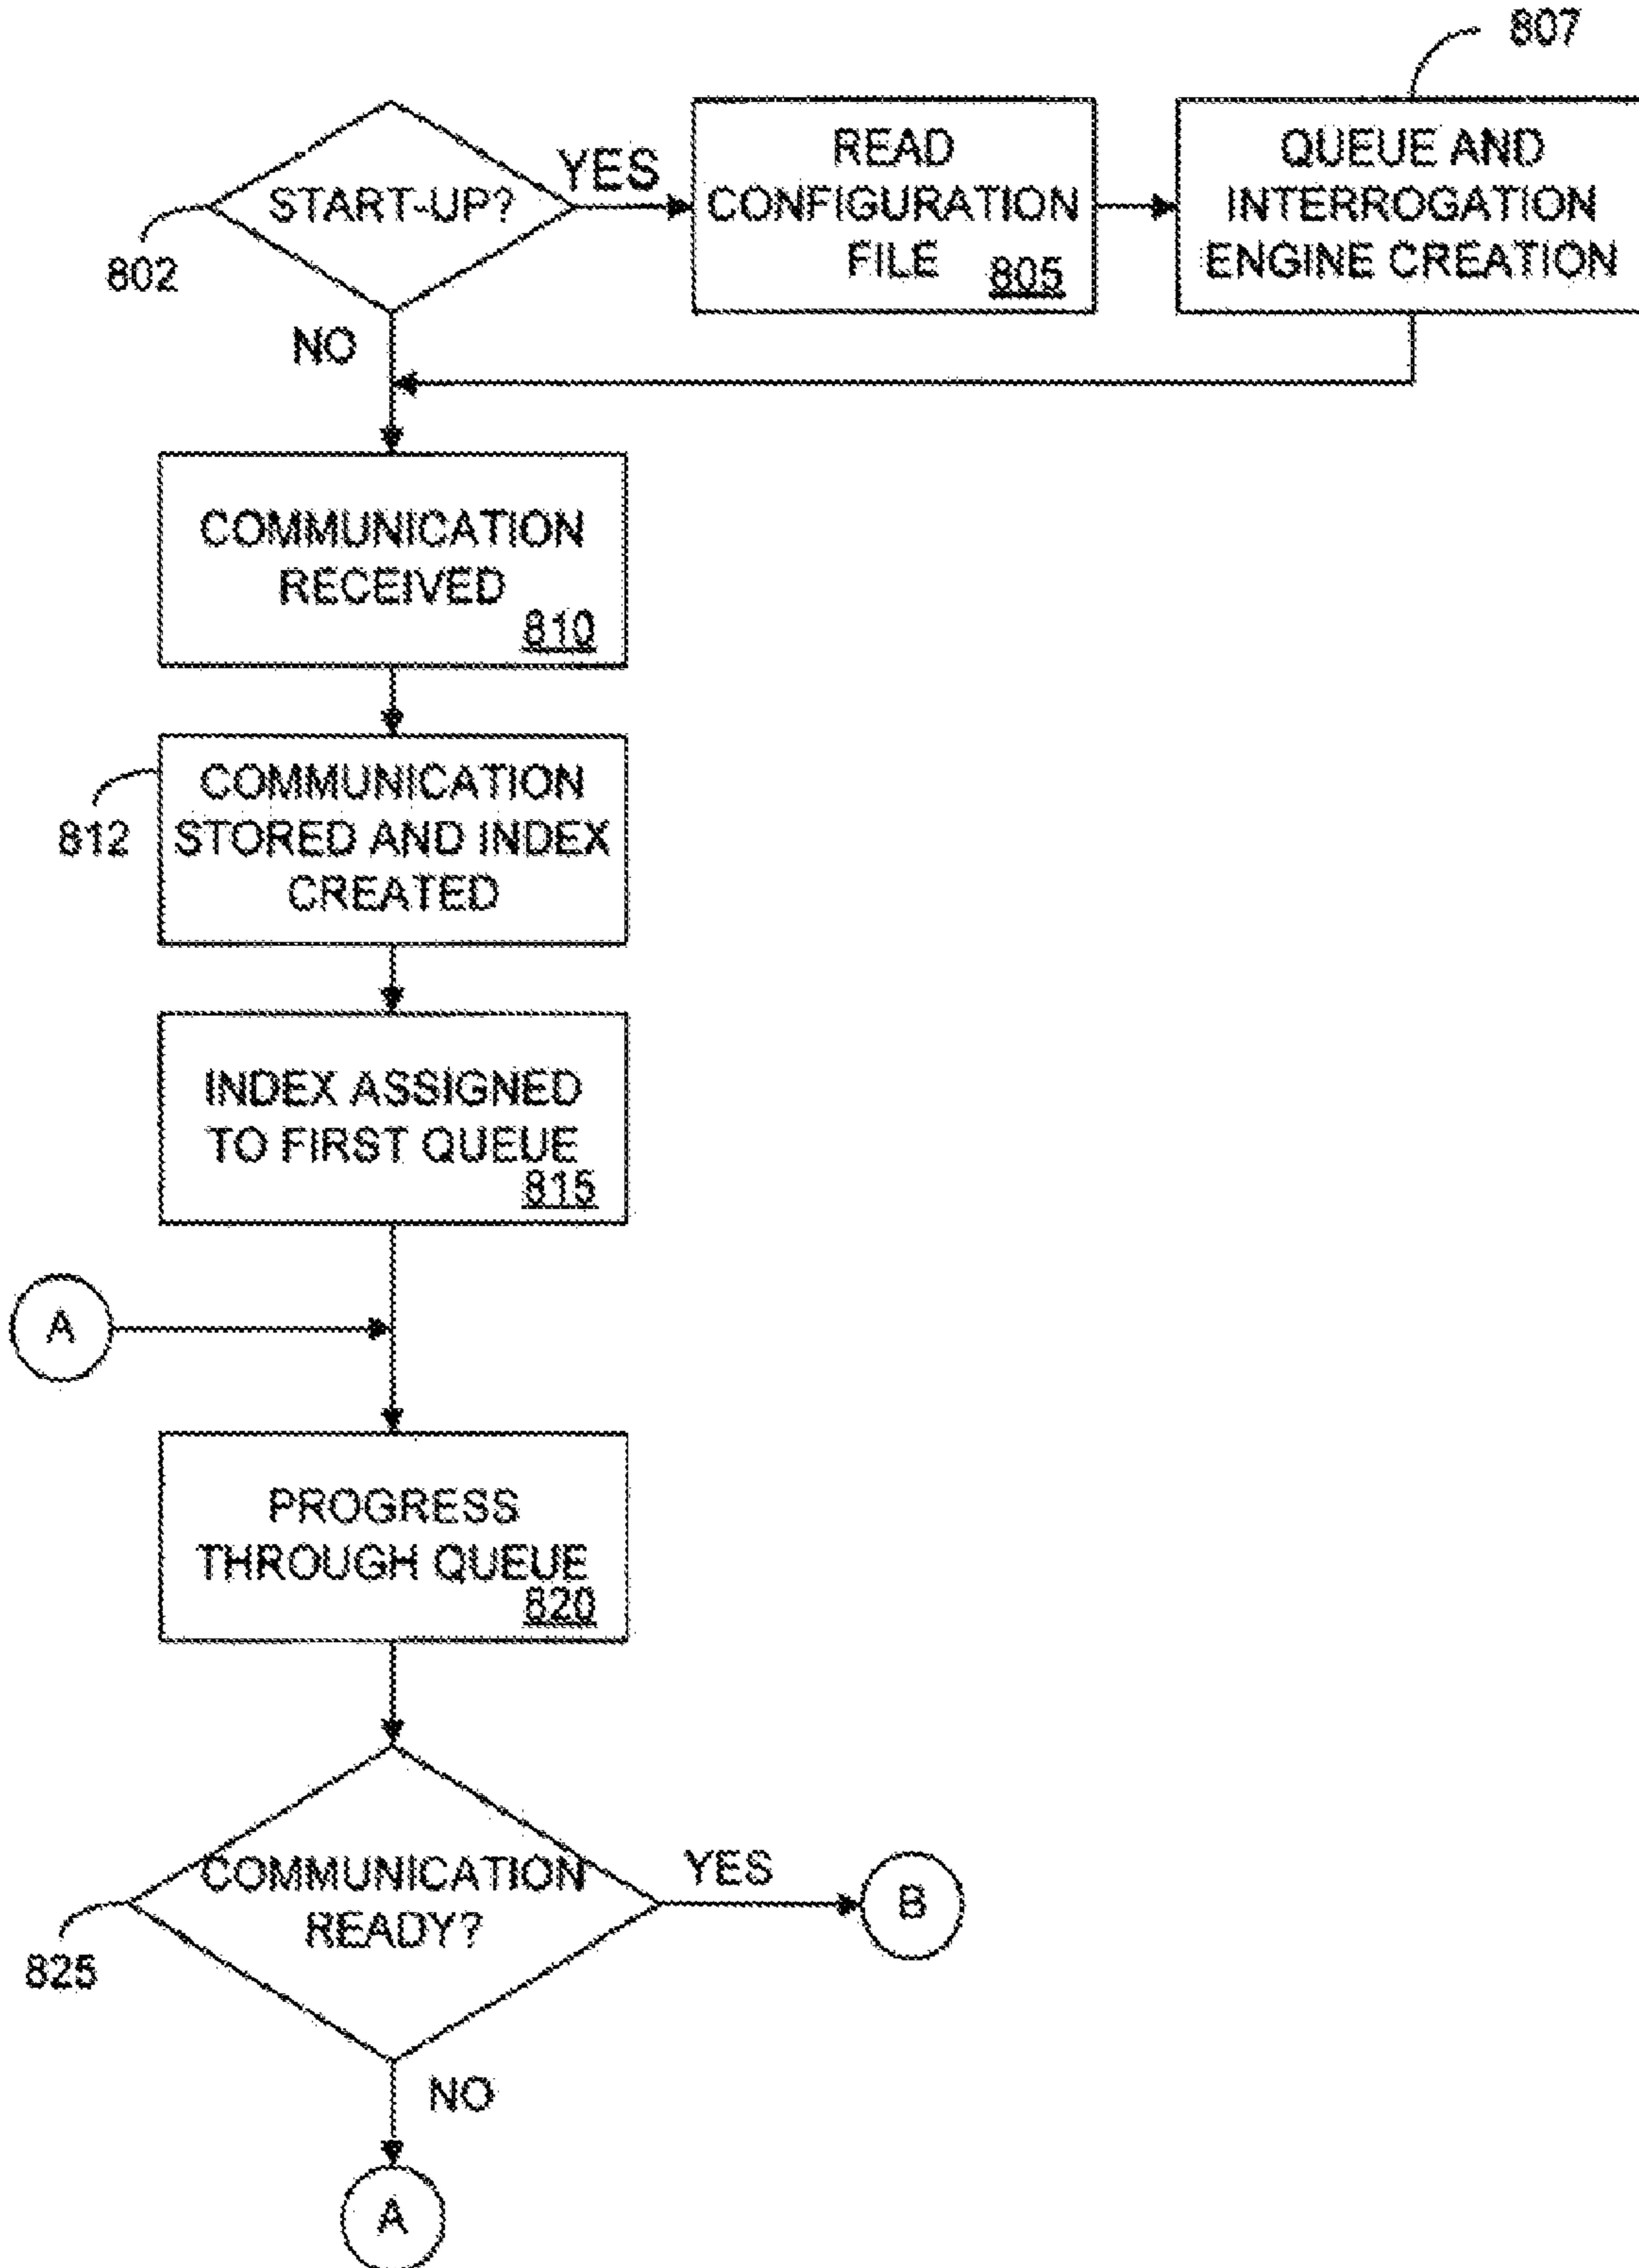 807
START-UP?
YES
802
NO
READ
CONFIGURATION
FILE
805
QUEUE AND
INTERROGATION
ENGINE CREATION
COMMUNICATION
RECEIVED
810
COMMUNICATION
STORED AND INDEX
CREATED
812
INDEX ASSIGNED
TO FIRST QUEUE
815
A
PROGRESS
THROUGH QUEUE
820
COMMUNICATION
READY?
825
YES
B
NO
A